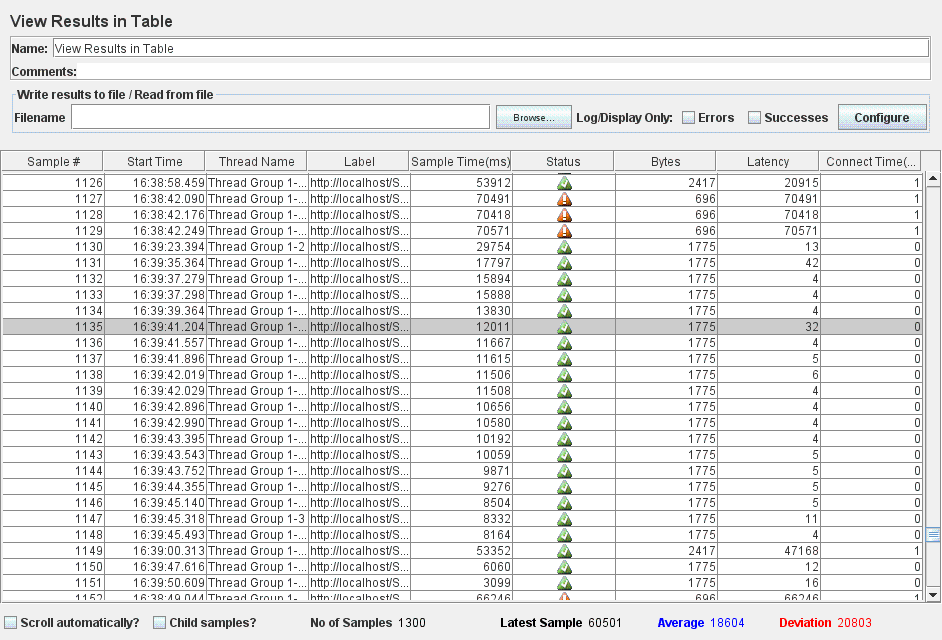 View Results in Table
Name: View Results in Table
Comments:
Write results to file / Read from file
Filename Browse... Log/Display Only: Errors Successes Configure
Sample # Start Time Thread Name Label Sample Time(ms) Status Bytes Latency Connect Time(...
1126 16:38:58.459 Thread Group 1-... http://localhost/S... 53912 2417 20915 1
1127 16:38:42.090 Thread Group 1-... http://localhost/S... 70491 696 70491 1
1128 16:38:42.176 Thread Group 1-... http://localhost/S... 70418 696 70418 1
1129 16:38:42.249 Thread Group 1-... http://localhost/S... 70571 696 70571 1
1130 16:39:23.394 Thread Group 1-2 http://localhost/S... 29754 1775 13 0
1131 16:39:35.364 Thread Group 1-... http://localhost/S... 17797 1775 42 0
1132 16:39:37.279 Thread Group 1-... http://localhost/S... 15894 1775 4 0
1133 16:39:37.298 Thread Group 1-... http://localhost/S... 15888 1775 4 0
1134 16:39:39.364 Thread Group 1-... http://localhost/S... 13830 1775 4 0
1135 16:39:41.204 Thread Group 1-... http://localhost/S... 12011 1775 32 0
1136 16:39:41.557 Thread Group 1-... http://localhost/S... 11667 1775 4 0
1137 16:39:41.896 Thread Group 1-... http://localhost/S... 11615 1775 5 0
1138 16:39:42.019 Thread Group 1-... http://localhost/S... 11506 1775 6 0
1139 16:39:42.029 Thread Group 1-... http://localhost/S... 11508 1775 4 0
1140 16:39:42.896 Thread Group 1-... http://localhost/S... 10656 1775 4 0
1141 16:39:42.990 Thread Group 1-... http://localhost/S... 10580 1775 4 0
1142 16:39:43.395 Thread Group 1-... http://localhost/S... 10192 1775 4 0
1143 16:39:43.543 Thread Group 1-... http://localhost/S... 10059 1775 5 0
1144 16:39:43.752 Thread Group 1-... http://localhost/S... 9871 1775 5 0
1145 16:39:44.355 Thread Group 1-... http://localhost/S... 9276 1775 5 0
1146 16:39:45.140 Thread Group 1-... http://localhost/S... 8504 1775 5 0
1147 16:39:45.318 Thread Group 1-3 http://localhost/S... 8332 1775 11 0
1148 16:39:45.493 Thread Group 1-... http://localhost/S... 8164 1775 4 0
1149 16:39:00.313 Thread Group 1-... http://localhost/S... 53352 2417 47168 1
1150 16:39:47.616 Thread Group 1-... http://localhost/S... 6060 1775 12 0
1151 16:39:50.609 Thread Group 1-... http://localhost/S... 3099 1775 16 0
1152 16:38:49.044 Thread Group 1-... http://localhost/S... 66246 696 66246 1
Scroll automatically? Child samples? No of Samples 1300 Latest Sample 60501 Average 18604 Deviation 20803